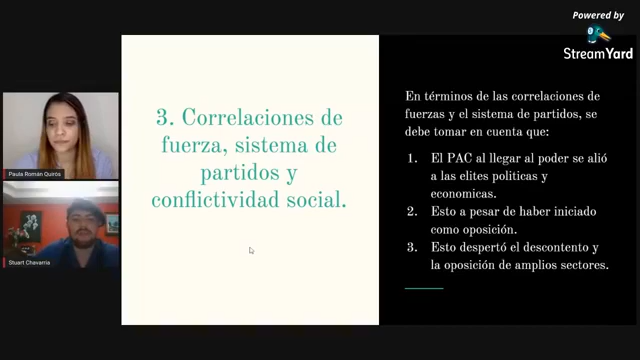 Powered by
StreamYard
Paula Román Quirós
Stuart Chavarria
3. Correlaciones de
fuerza, sistema de
partidos y
conflictividad social.
En términos de las correlaciones de
fuerzas y el sistema de partidos, se
debe tomar en cuenta que:
1. El PAC al llegar al poder se alió
a las elites politicas y
economicas.
2. Esto a pesar de haber iniciado
como oposición.
3. Esto despertó el descontento y
la oposición de amplios sectores.